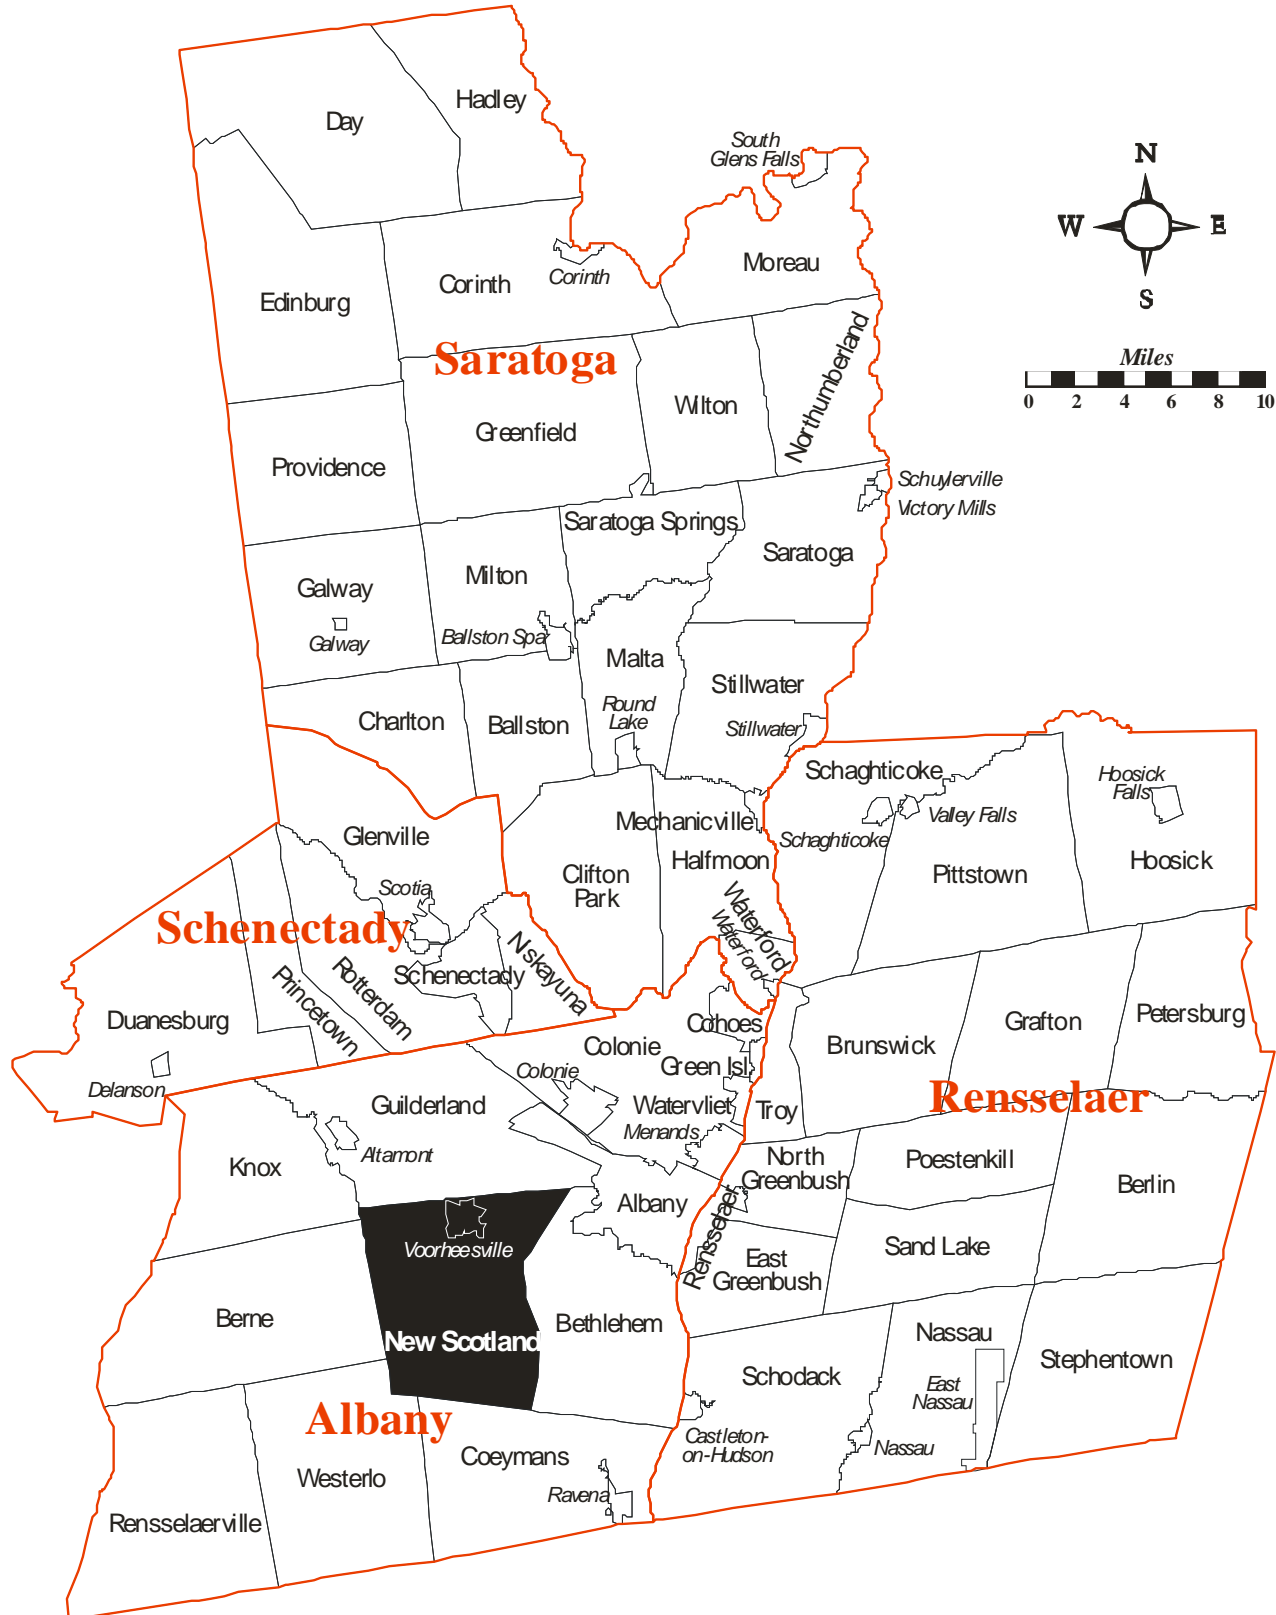 Day
Hadley
South
Glens Falls
N
W
E
S
Moreau
Corinth
Corinth
Edinburg
Saratoga
Northumberland
Miles
0 2 4 6 8 10
Wilton
Greenfield
Providence
Schuylerville
Victory Mills
Saratoga Springs
Saratoga
Milton
Galway
Galway
Ballston Spa
Malta
Stillwater
Round
Lake
Stillwater
Charlton
Ballston
Schaghticoke
Hoosick
Falls
Valley Falls
Schaghticoke
Mechanicville
Glenville
Halfmoon
Hoosick
Clifton
Park
Pittstown
Scotia
Waterford
Waterford
Schenectady
Niskayuna
Schenectady
Rotterdam
Princetown
Duanesburg
Delanson
Cohoes
Colonie
Green Isl.
Colonie
Watervliet
Menands
Troy
Brunswick
Grafton
Petersburg
Rensselaer
Guilderland
Altamont
Knox
North
Greenbush
Poestenkill
Berlin
Albany
Rensselaer
Voorheesville
East
Greenbush
Sand Lake
Berne
New Scotland
Bethlehem
Nassau
Stephentown
Schodack
East
Nassau
Albany
Castleton-
on-Hudson
Nassau
Coeymans
Westerlo
Ravena
Rensselaerville